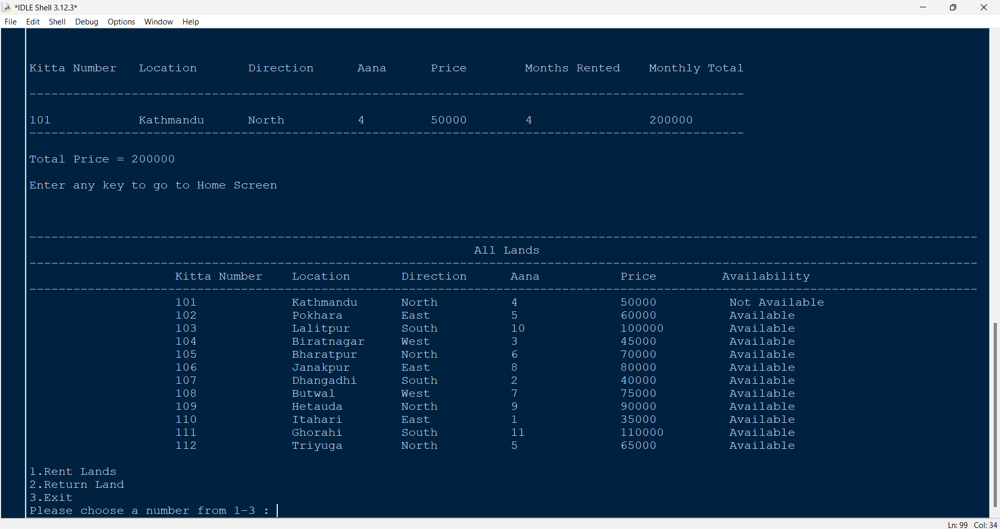 *IDLE Shell 3.12.3*
File Edit Shell Debug Options Window Help
Kitta Number Location Direction Aana Price Months Rented Monthly Total
--------------------------------------------------------------------------------------------------
101 Kathmandu North 4 50000 4 200000
--------------------------------------------------------------------------------------------------
Total Price = 200000
Enter any key to go to Home Screen
----------------------------------------------------------------------------------------------------------------------------------
All Lands
----------------------------------------------------------------------------------------------------------------------------------
Kitta Number Location Direction Aana Price Availability
----------------------------------------------------------------------------------------------------------------------------------
101 Kathmandu North 4 50000 Not Available
102 Pokhara East 5 60000 Available
103 Lalitpur South 10 100000 Available
104 Biratnagar West 3 45000 Available
105 Bharatpur North 6 70000 Available
106 Janakpur East 8 80000 Available
107 Dhangadhi South 2 40000 Available
108 Butwal West 7 75000 Available
109 Hetauda North 9 90000 Available
110 Itahari East 1 35000 Available
111 Ghorahi South 11 110000 Available
112 Triyuga North 5 65000 Available
1.Rent Lands
2.Return Land
3.Exit
Please choose a number from 1-3 :
Ln: 99 Col: 34